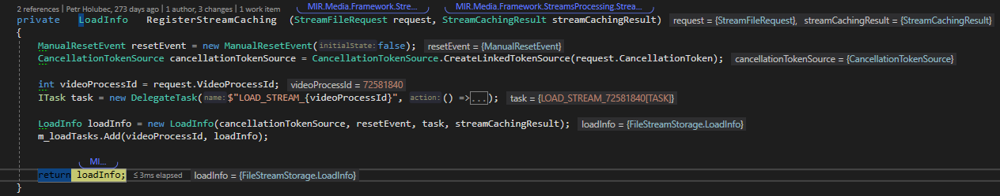 MIR.Media.Framework.Stre... MIR.Media.Framework.StreamsProcessing.Strea...
2 references | Petr Holubec, 273 days ago | 1 author, 3 changes | 1 work item
private LoadInfo RegisterStreamCaching (StreamFileRequest request, StreamCachingResult streamCachingResult) request = {StreamFileRequest}, streamCachingResult = {StreamCachingResult}
{
ManualResetEvent resetEvent = new ManualResetEvent(initialState:false); resetEvent = {ManualResetEvent}
CancellationTokenSource cancellationTokenSource = CancellationTokenSource.CreateLinkedTokenSource(request.CancellationToken); cancellationTokenSource = {CancellationTokenSource}
int videoProcessId = request.VideoProcessId; videoProcessId = 72581840
ITask task = new DelegateTask(name:$"LOAD_STREAM_{videoProcessId}", action:() =>...); task = {LOAD_STREAM_72581840[TASK]}
LoadInfo loadInfo = new LoadInfo(cancellationTokenSource, resetEvent, task, streamCachingResult); loadInfo = {FileStreamStorage.LoadInfo}
m_loadTasks.Add(videoProcessId, loadInfo);
MI...
return loadInfo; ≤ 3ms elapsed loadInfo = {FileStreamStorage.LoadInfo}
}